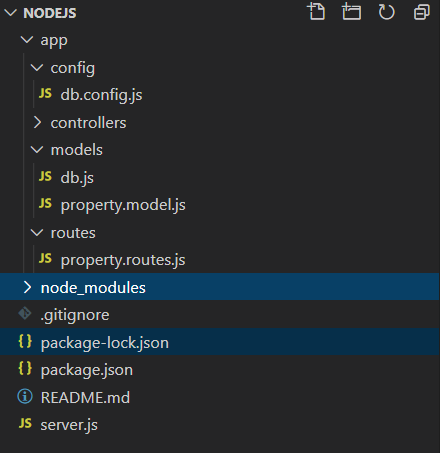 NODEJS
app
config
JS db.config.js
controllers
models
JS db.js
JS property.model.js
routes
JS property.routes.js
node_modules
.gitignore
{} package-lock.json
{} package.json
README.md
JS server.js